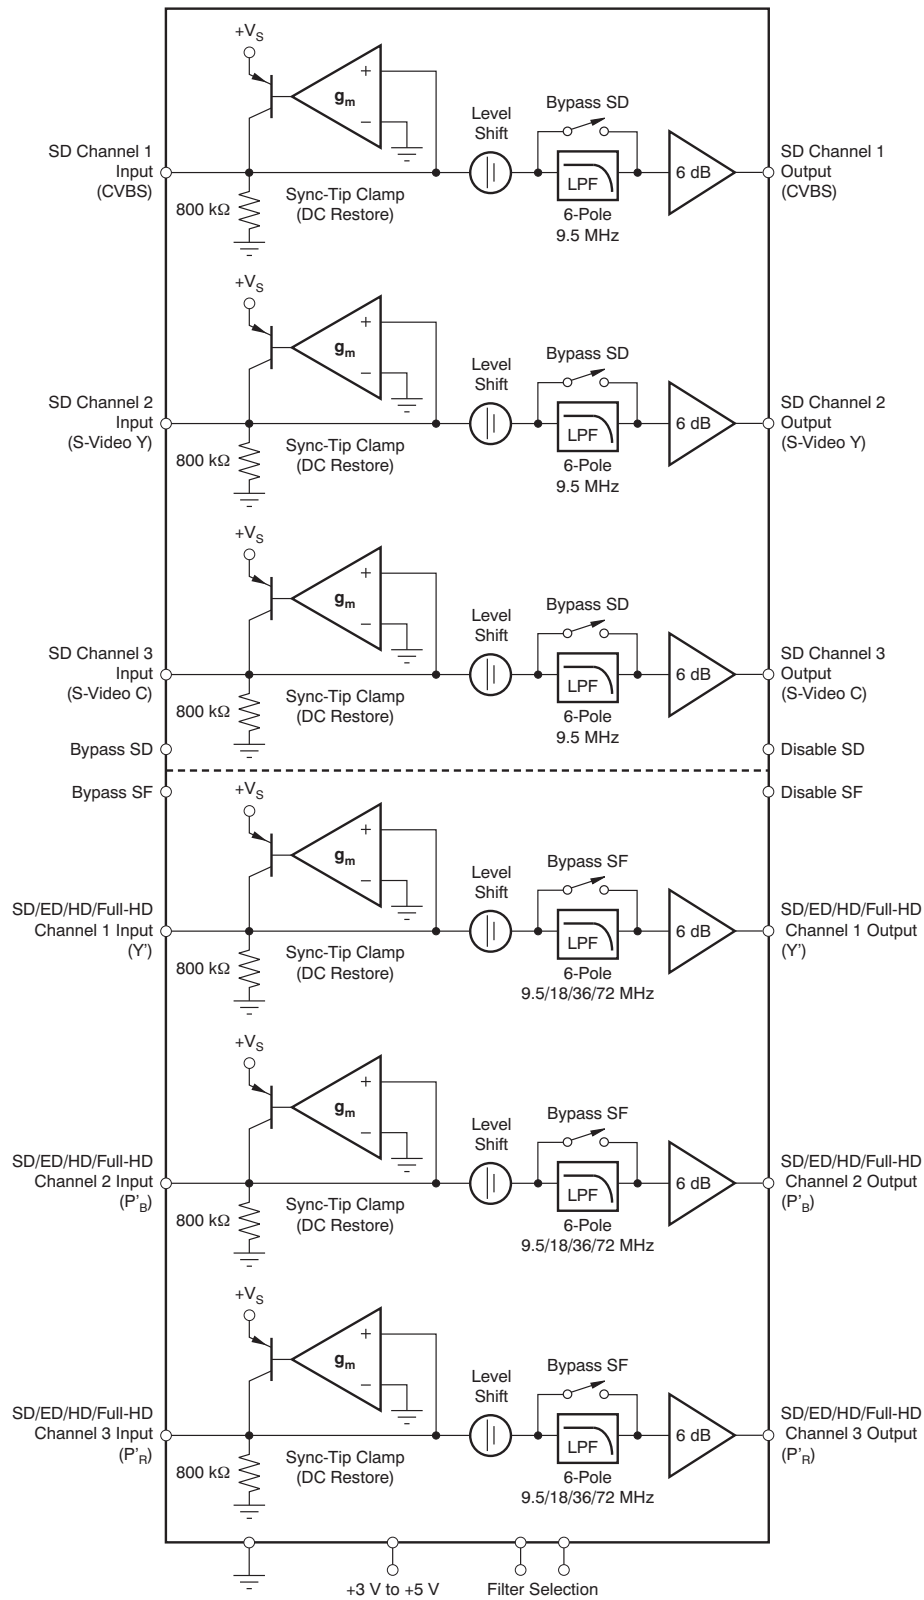 +VS
gm
+
−
SD Channel 1
Input
(CVBS)
800 kΩ
Sync-Tip Clamp
(DC Restore)
Level
Shift
Bypass SD
LPF
6-Pole
9.5 MHz
6 dB
SD Channel 1
Output
(CVBS)
+VS
gm
+
−
SD Channel 2
Input
(S-Video Y)
800 kΩ
Sync-Tip Clamp
(DC Restore)
Level
Shift
Bypass SD
LPF
6-Pole
9.5 MHz
6 dB
SD Channel 2
Output
(S-Video Y)
+VS
gm
+
−
SD Channel 3
Input
(S-Video C)
800 kΩ
Sync-Tip Clamp
(DC Restore)
Level
Shift
Bypass SD
LPF
6-Pole
9.5 MHz
6 dB
SD Channel 3
Output
(S-Video C)
Bypass SD
Disable SD
Bypass SF
Disable SF
+VS
gm
+
−
SD/ED/HD/Full-HD
Channel 1 Input
(Y')
800 kΩ
Sync-Tip Clamp
(DC Restore)
Level
Shift
Bypass SF
LPF
6-Pole
9.5/18/36/72 MHz
6 dB
SD/ED/HD/Full-HD
Channel 1 Output
(Y')
+VS
gm
+
−
SD/ED/HD/Full-HD
Channel 2 Input
(P'B)
800 kΩ
Sync-Tip Clamp
(DC Restore)
Level
Shift
Bypass SF
LPF
6-Pole
9.5/18/36/72 MHz
6 dB
SD/ED/HD/Full-HD
Channel 2 Output
(P'B)
+VS
gm
+
−
SD/ED/HD/Full-HD
Channel 3 Input
(P'R)
800 kΩ
Sync-Tip Clamp
(DC Restore)
Level
Shift
Bypass SF
LPF
6-Pole
9.5/18/36/72 MHz
6 dB
SD/ED/HD/Full-HD
Channel 3 Output
(P'R)
+3 V to +5 V
Filter Selection